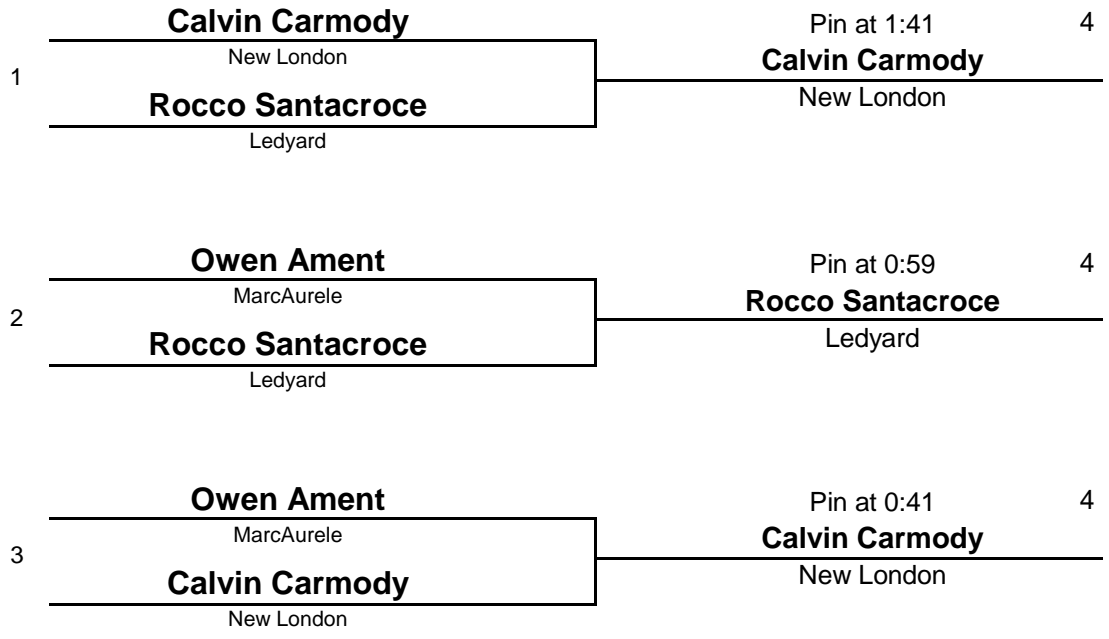 Calvin Carmody
Pin at 1:41 4
New London
Calvin Carmody
1
Rocco Santacroce
New London
Ledyard
Owen Ament
Pin at 0:59 4
MarcAurele
Rocco Santacroce
2
Rocco Santacroce
Ledyard
Ledyard
Owen Ament
Pin at 0:41 4
MarcAurele
Calvin Carmody
3
Calvin Carmody
New London
New London